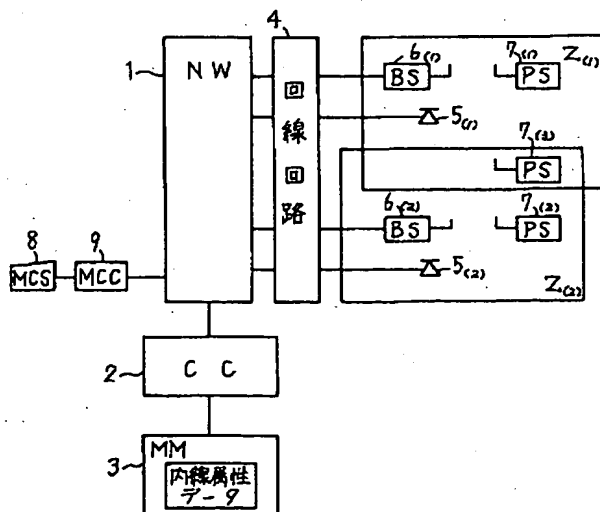 4
6(1)
7(1)
Z(1)
1
NW
BS
PS
回
線
回
路
5(1)
7(3)
PS
6(2)
7(2)
BS
PS
8
9
MCS
MCC
5(2)
Z(2)
2
CC
3
MM
内線属性
データ